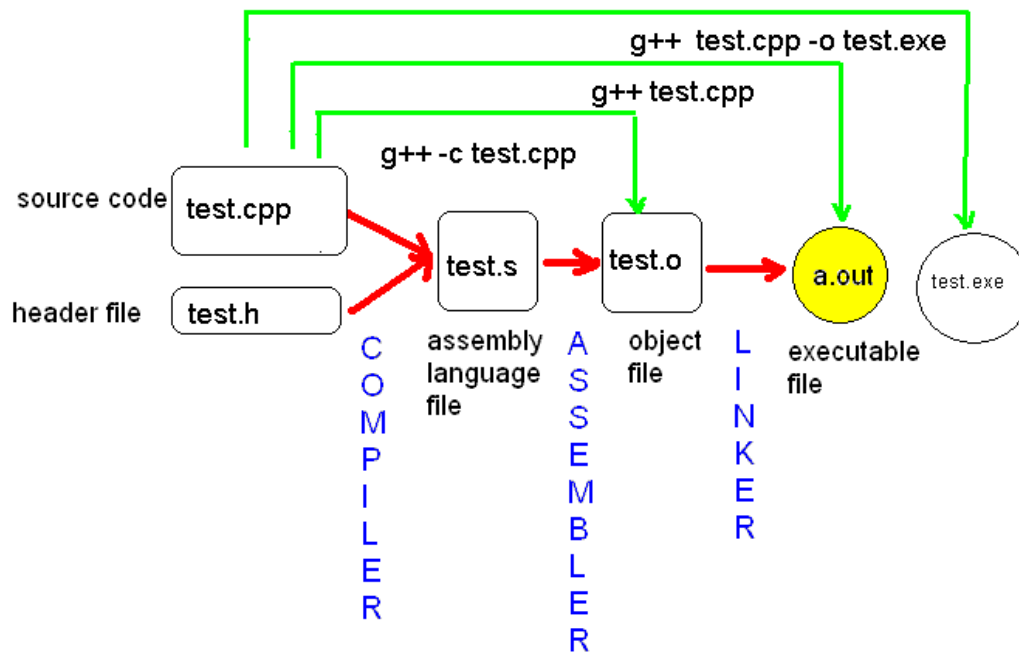 g++ test.cpp -o test.exe
g++ test.cpp
g++ -c test.cpp
source code
test.cpp
header file
test.h
test.s
test.o
a.out
test.exe
assembly
language
file
object
file
executable
file
COMPILER
ASSEMBLER
LINKER